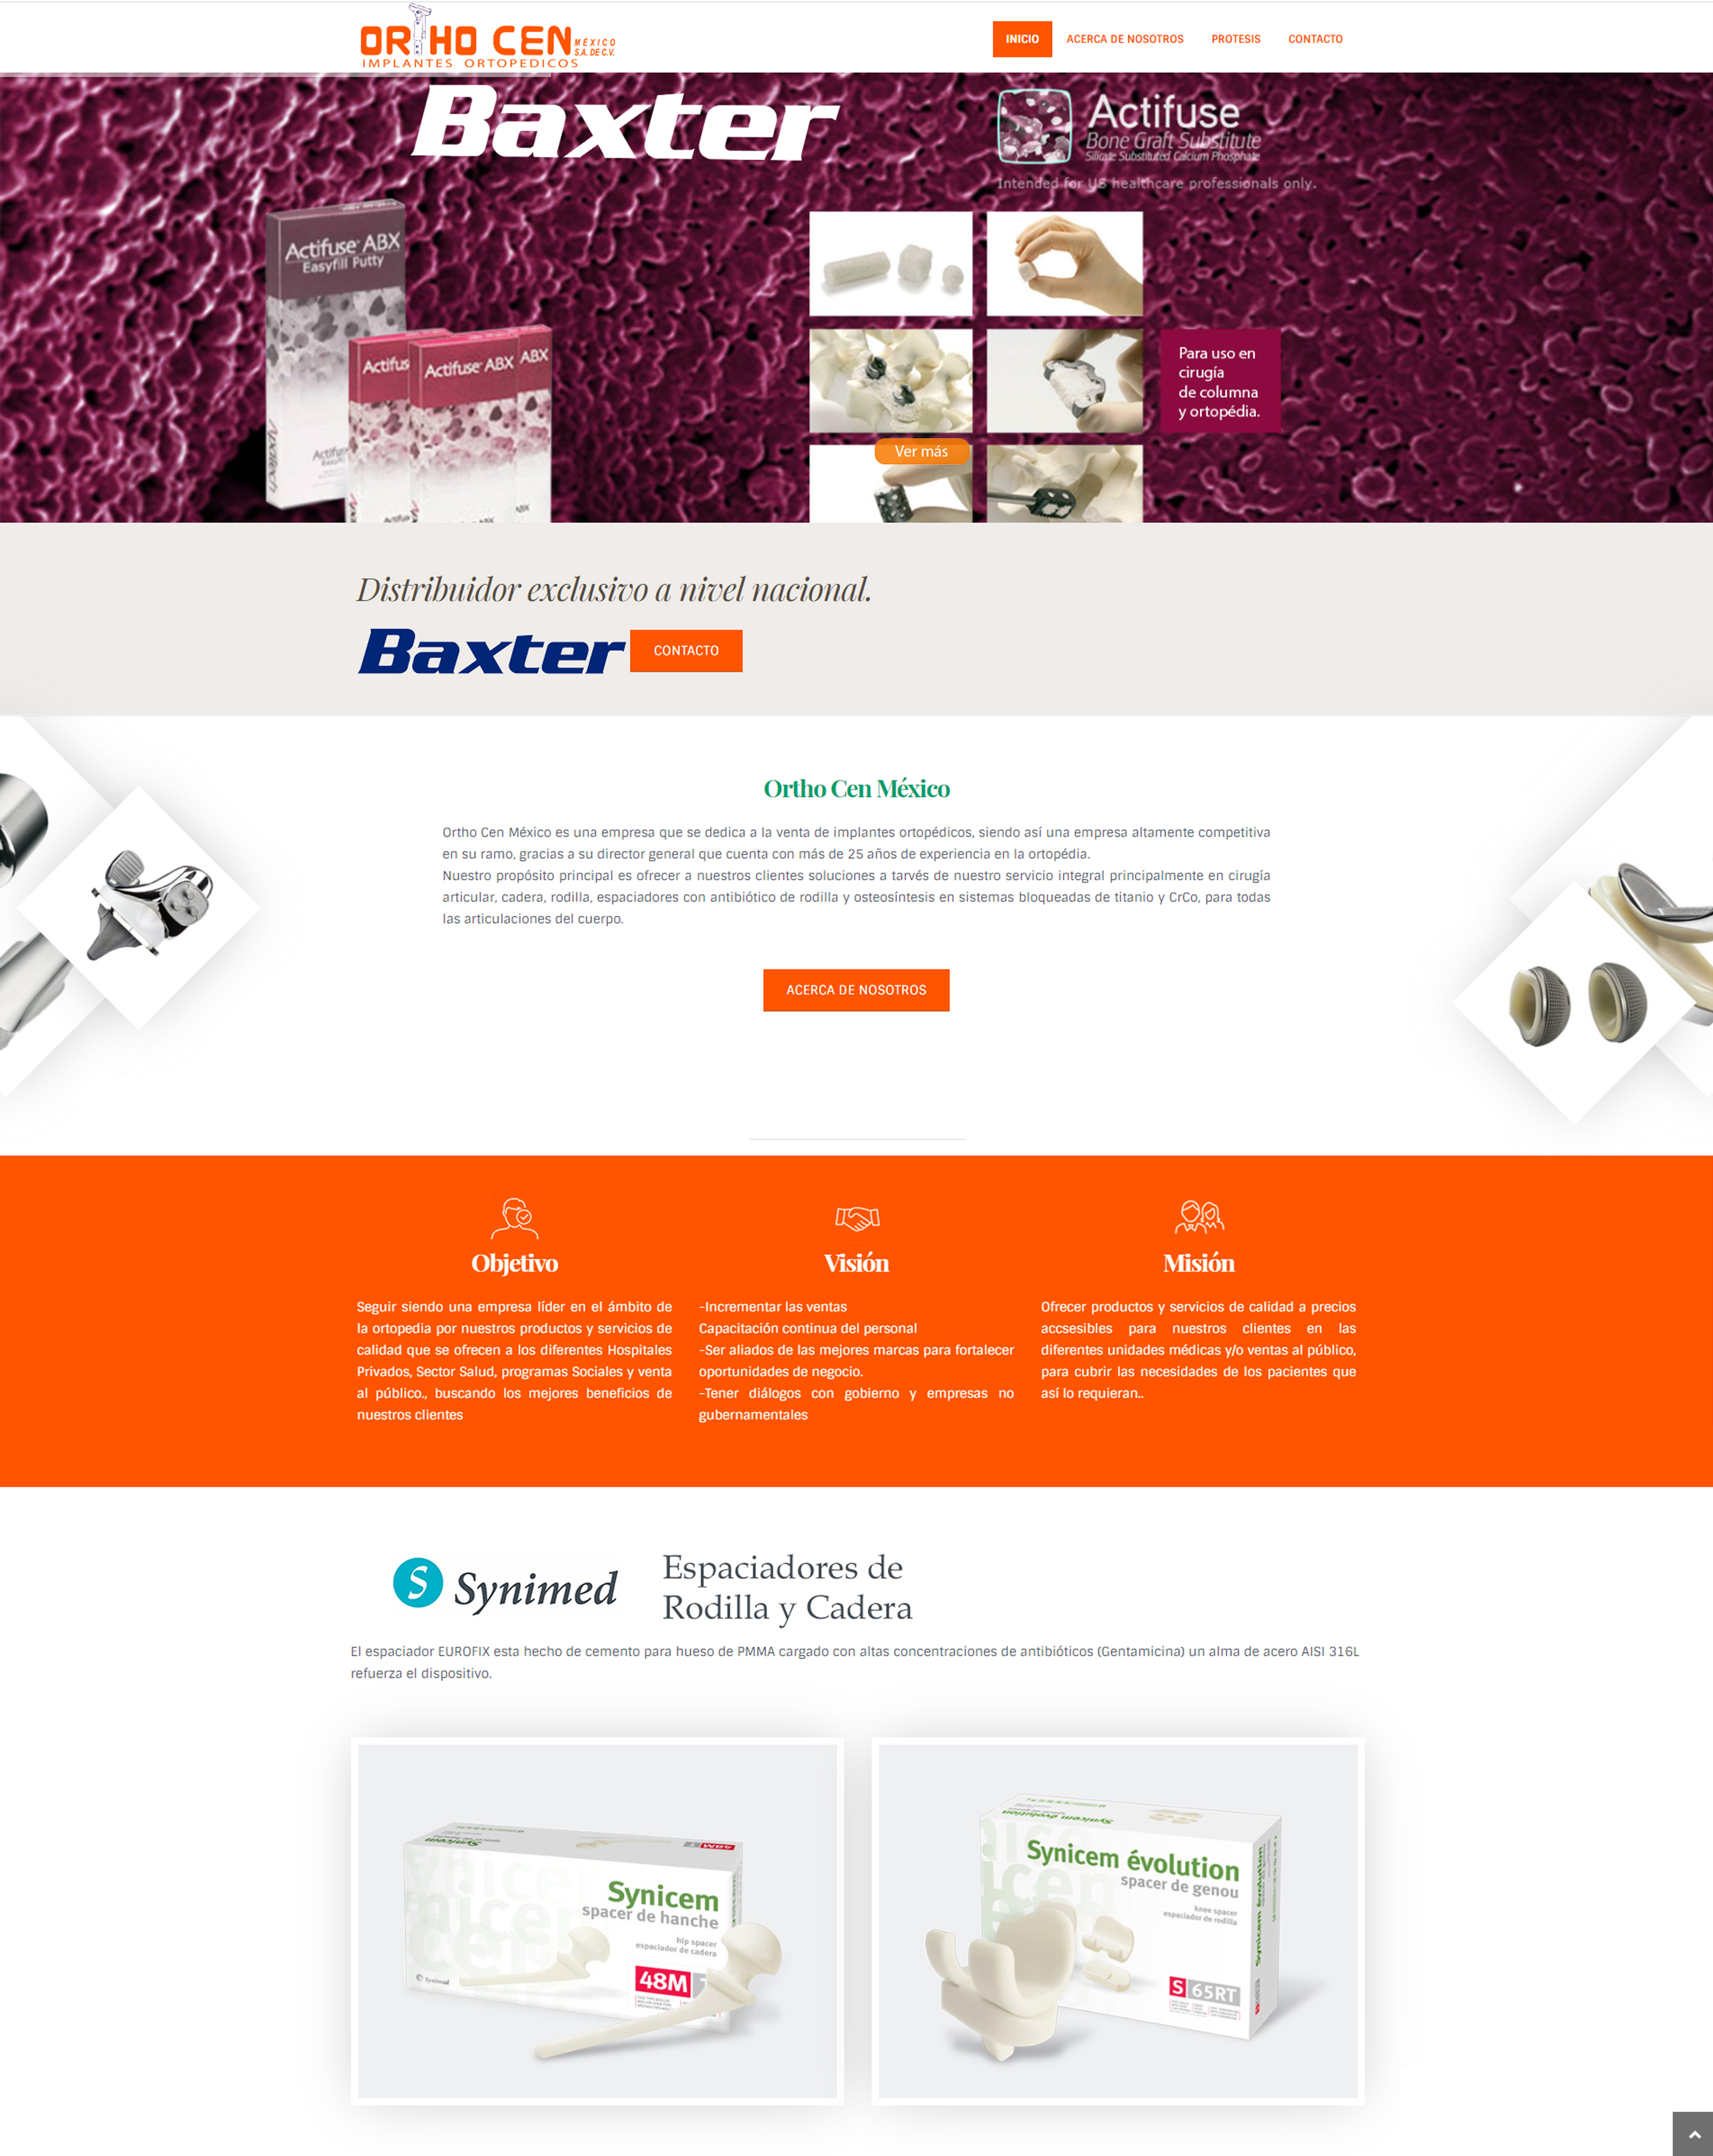 ORTHO CEN MÉXICO S.A. DE C.V.
IMPLANTES ORTOPEDICOS
INICIO
ACERCA DE NOSOTROS
PROTESIS
CONTACTO
Baxter
Actifuse
Bone Graft Substitute
Silicate Substituted Calcium Phosphate
Intended for US healthcare professionals only.
Actifuse ABX
Easyfill Putty
Actifuse ABX
ABX
Para uso en
cirugía
de columna
y ortopédia.
Ver más
Distribuidor exclusivo a nivel nacional.
Baxter
CONTACTO
Ortho Cen México
Ortho Cen México es una empresa que se dedica a la venta de implantes ortopédicos, siendo así una empresa altamente competitiva
en su ramo, gracias a su director general que cuenta con más de 25 años de experiencia en la ortopédia.
Nuestro propósito principal es ofrecer a nuestros clientes soluciones a tarvés de nuestro servicio integral principalmente en cirugía
articular, cadera, rodilla, espaciadores con antibiótico de rodilla y osteosíntesis en sistemas bloqueadas de titanio y CrCo, para todas
las articulaciones del cuerpo.
ACERCA DE NOSOTROS
Objetivo
Seguir siendo una empresa líder en el ámbito de
la ortopedia por nuestros productos y servicios de
calidad que se ofrecen a los diferentes Hospitales
Privados, Sector Salud, programas Sociales y venta
al público., buscando los mejores beneficios de
nuestros clientes
Visión
-Incrementar las ventas
Capacitación continua del personal
-Ser aliados de las mejores marcas para fortalecer
oportunidades de negocio.
-Tener diálogos con gobierno y empresas no
gubernamentales
Misión
Ofrecer productos y servicios de calidad a precios
accsesibles para nuestros clientes en las
diferentes unidades médicas y/o ventas al público,
para cubrir las necesidades de los pacientes que
así lo requieran..
S Synimed
Espaciadores de
Rodilla y Cadera
El espaciador EUROFIX esta hecho de cemento para hueso de PMMA cargado con altas concentraciones de antibióticos (Gentamicina) un alma de acero AISI 316L
refuerza el dispositivo.
Synicem
spacer de hanche
hip spacer
espaciador de cadera
48M
Synimed
Synicem évolution
spacer de genou
knee spacer
espaciador de rodilla
S 65RT
Synicem évolution